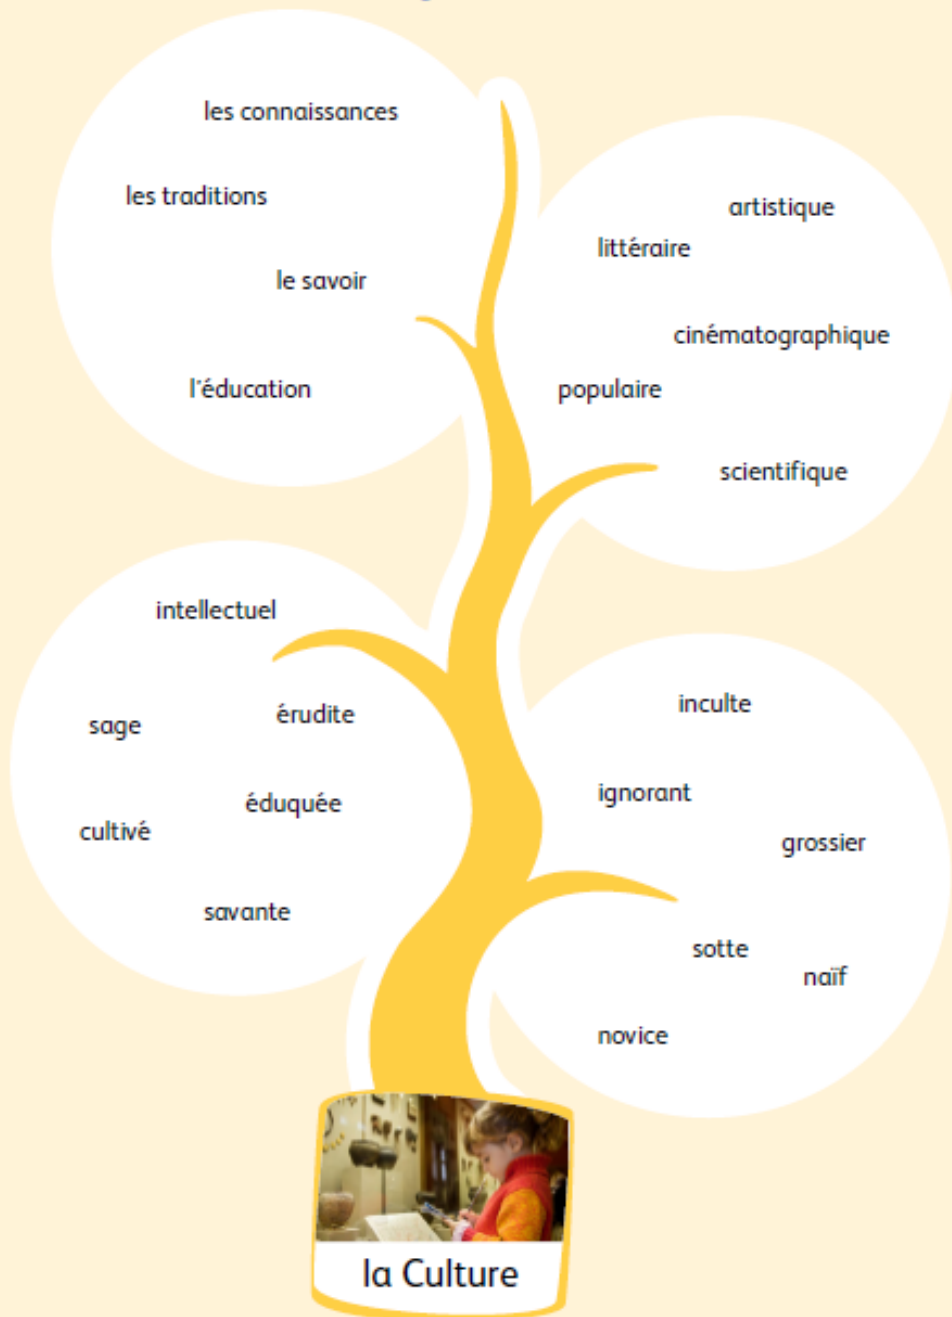 les connaissances
les traditions
le savoir
l'éducation
artistique
littéraire
cinématographique
populaire
scientifique
intellectuel
érudite
sage
éduquée
cultivé
savante
inculte
ignorant
grossier
sotte
naïf
novice
la Culture